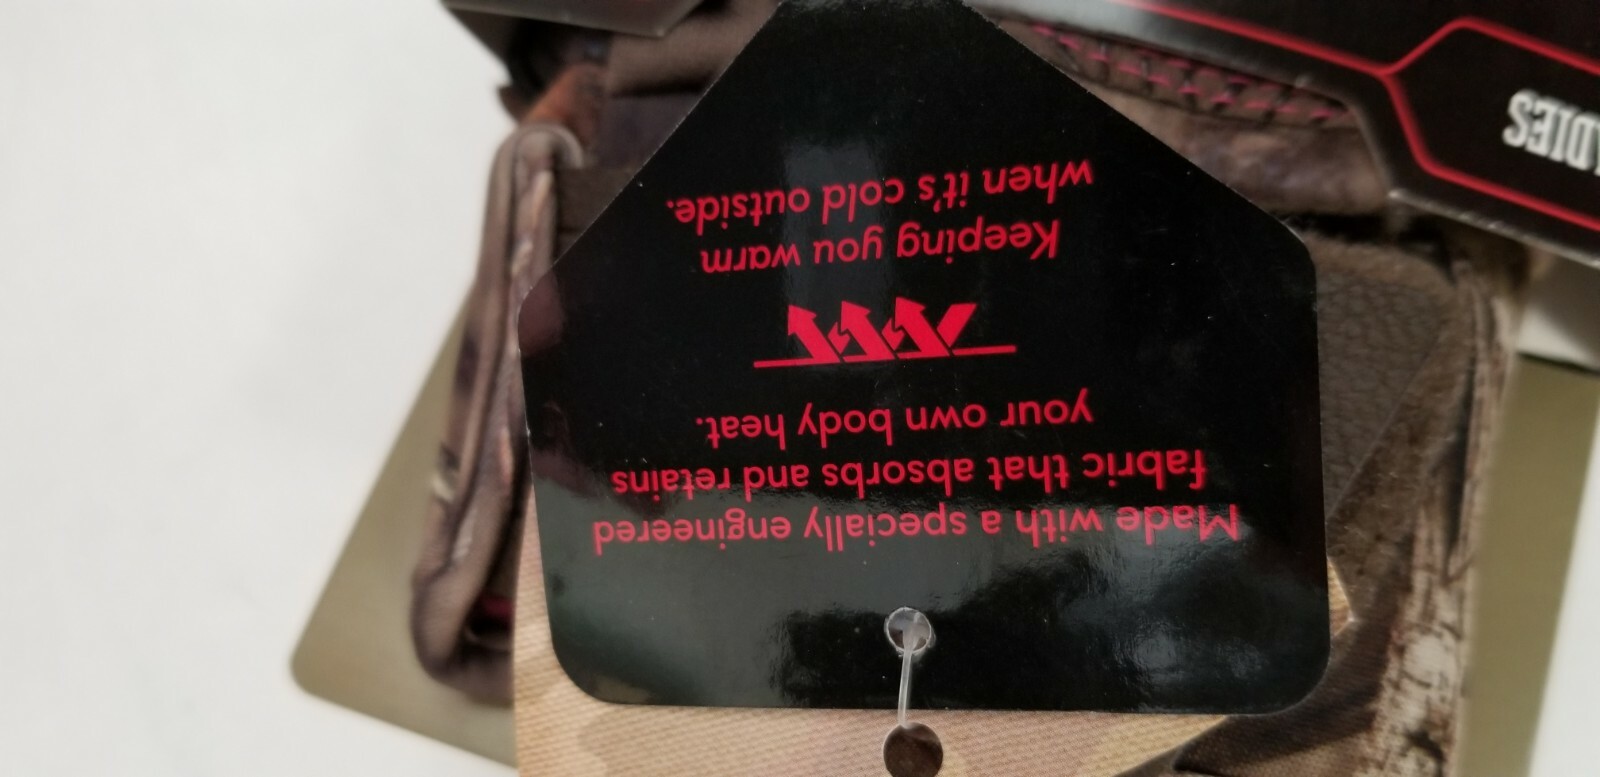 Made with a specially engineered
fabric that absorbs and retains
your own body heat.
Keeping you warm
when it's cold outside.